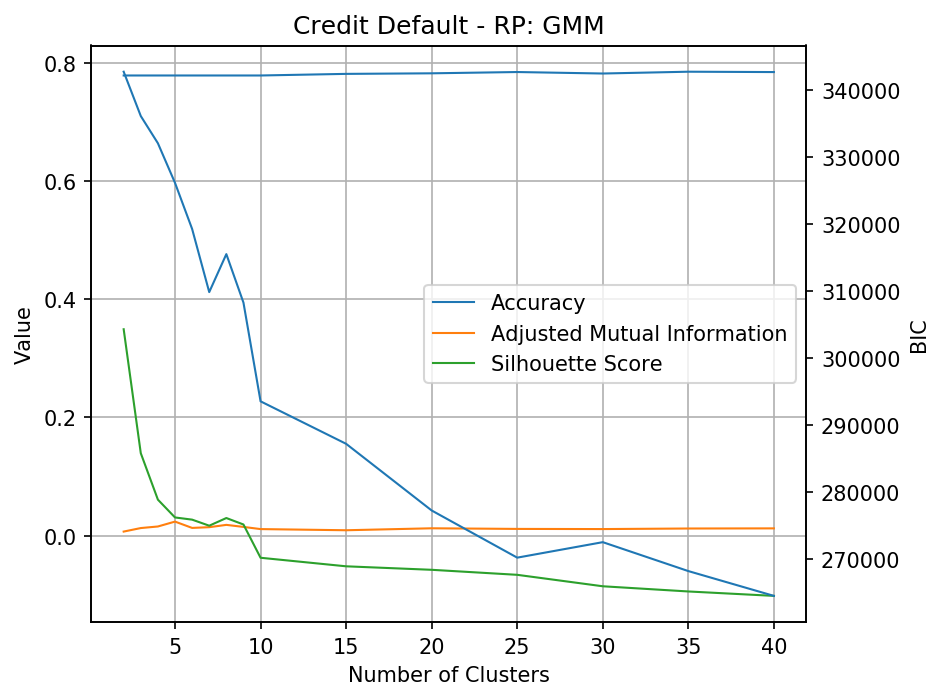 Credit Default - RP: GMM
0.8
0.6
0.4
0.2
0.0
Value
340000
330000
320000
310000
300000
290000
280000
270000
BIC
Accuracy
Adjusted Mutual Information
Silhouette Score
5 10 15 20 25 30 35 40
Number of Clusters